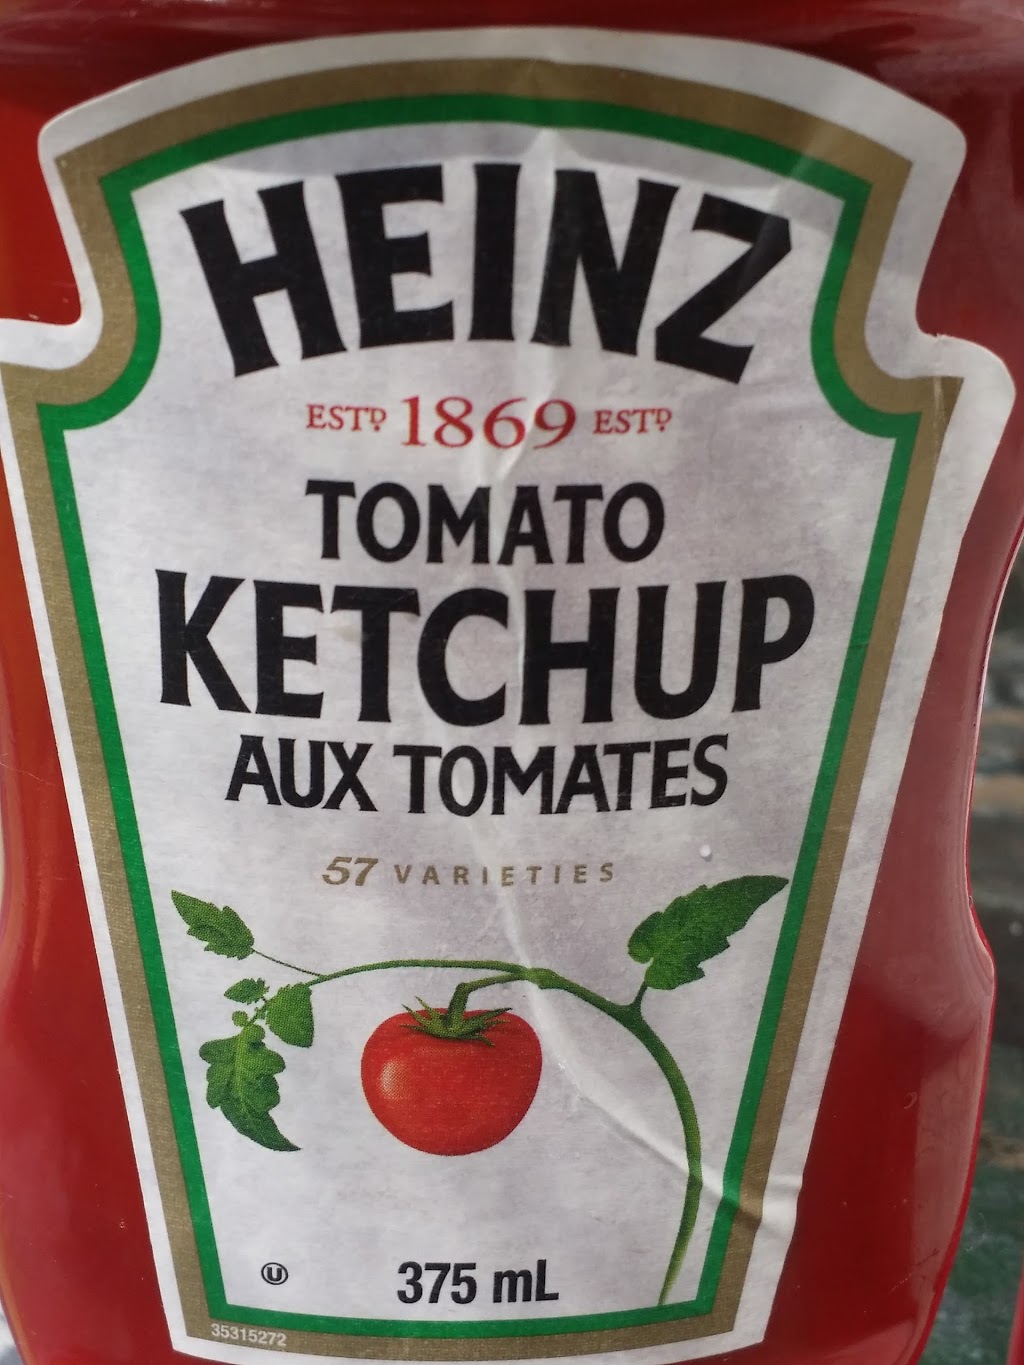 HEINZ
ESTD 1869 ESTD
TOMATO
KETCHUP
AUX TOMATES
57 VARIETIES
U
375 mL
35315272